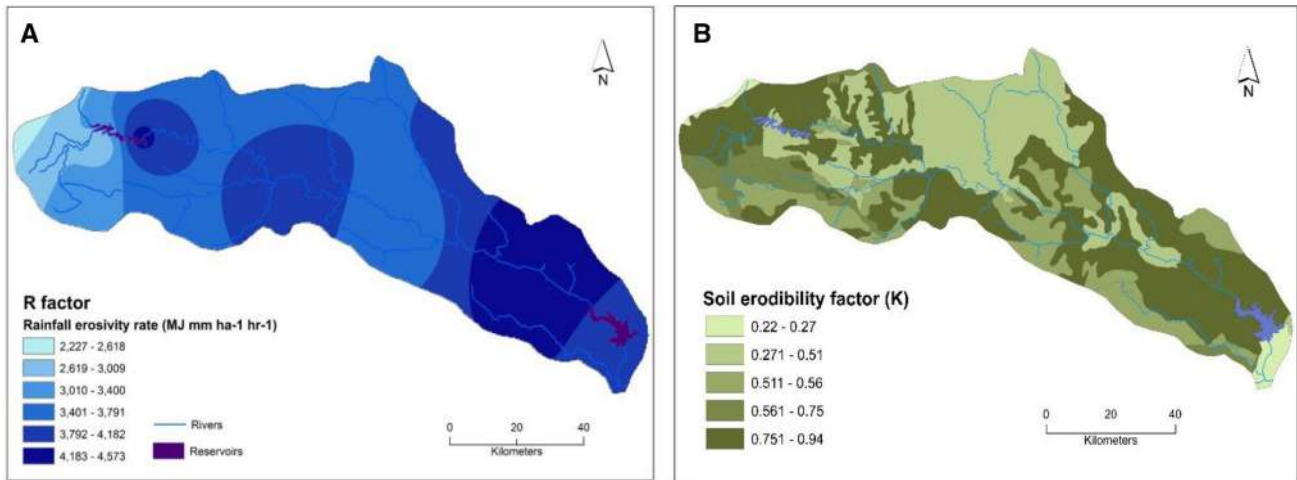 A
N
R factor
Rainfall erosivity rate (MJ mm ha-1 hr-1)
2,227 - 2,618
2,619 - 3,009
3,010 - 3,400
3,401 - 3,791
3,792 - 4,182
4,183 - 4,573
Rivers
Reservoirs
0 20 40
Kilometers
B
N
Soil erodibility factor (K)
0.22 - 0.27
0.271 - 0.51
0.511 - 0.56
0.561 - 0.75
0.751 - 0.94
0 20 40
Kilometers